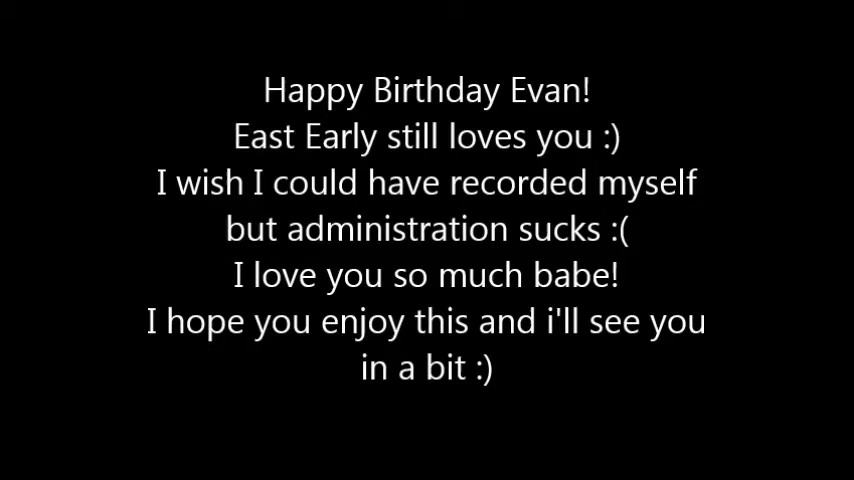 Happy Birthday Evan!
East Early still loves you :)
I wish I could have recorded myself
but administration sucks :(
I love you so much babe!
I hope you enjoy this and i'll see you
in a bit :)